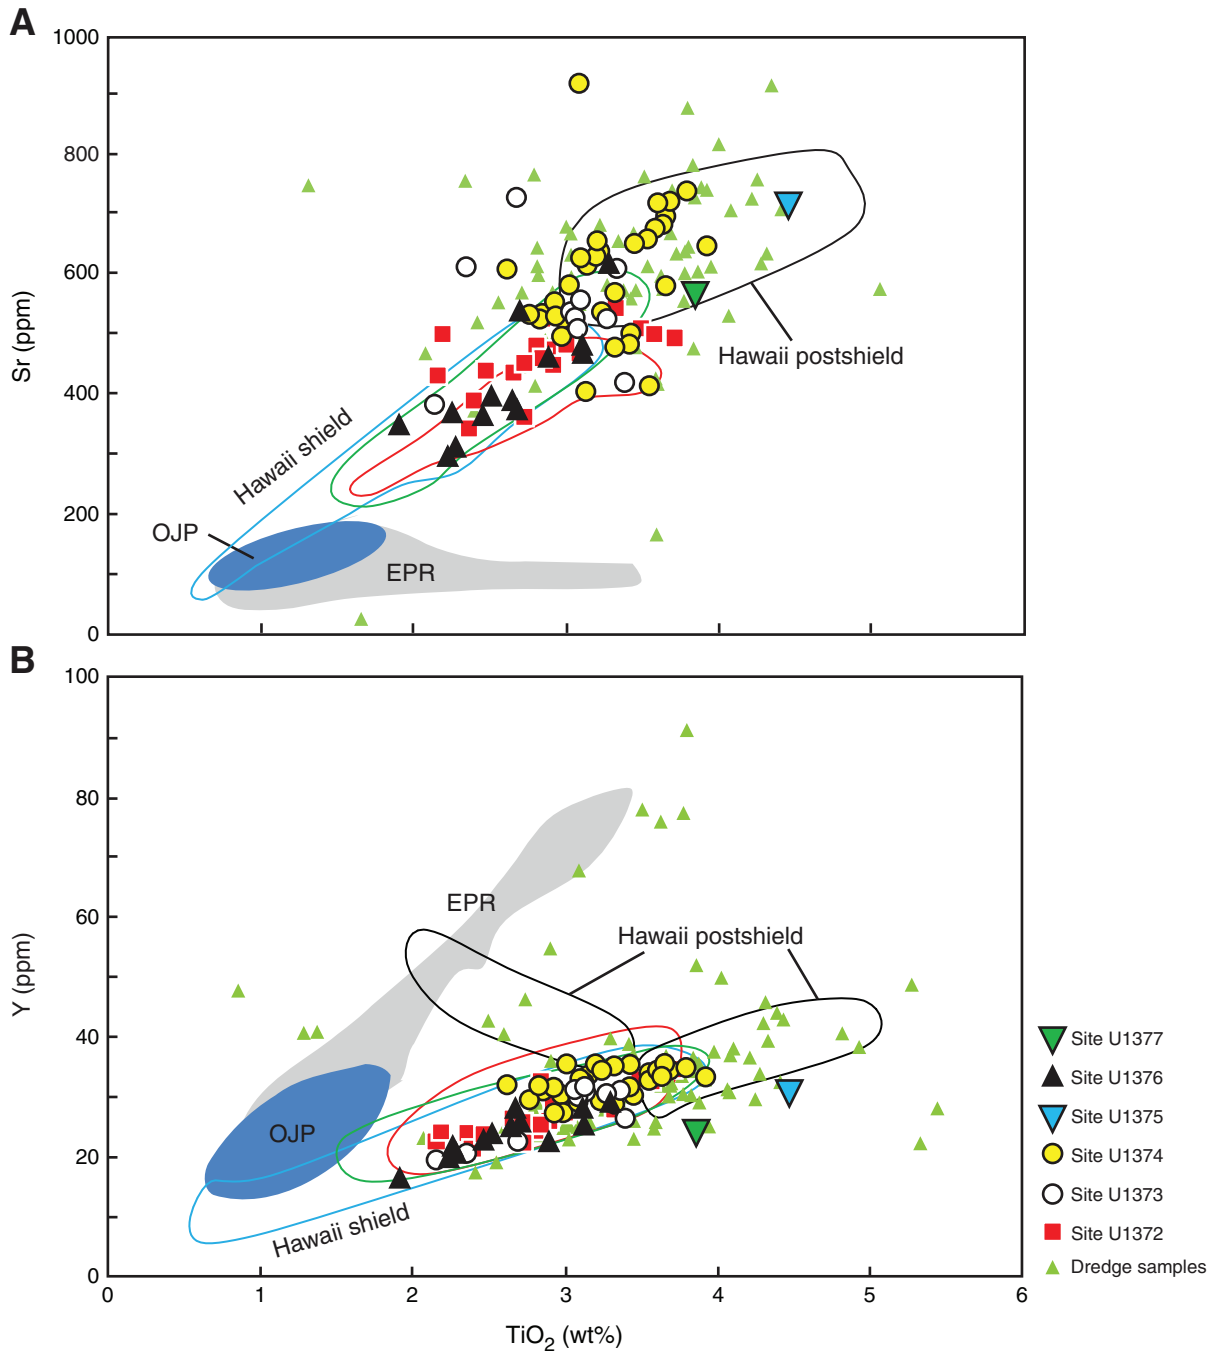 A
1000
800
600
400
200
0
Sr (ppm)
Hawaii postshield
Hawaii shield
OJP
EPR
B
100
80
60
40
20
0
Y (ppm)
EPR
Hawaii postshield
OJP
Hawaii shield
0 1 2 3 4 5 6
TiO2 (wt%)
Site U1377
Site U1376
Site U1375
Site U1374
Site U1373
Site U1372
Dredge samples